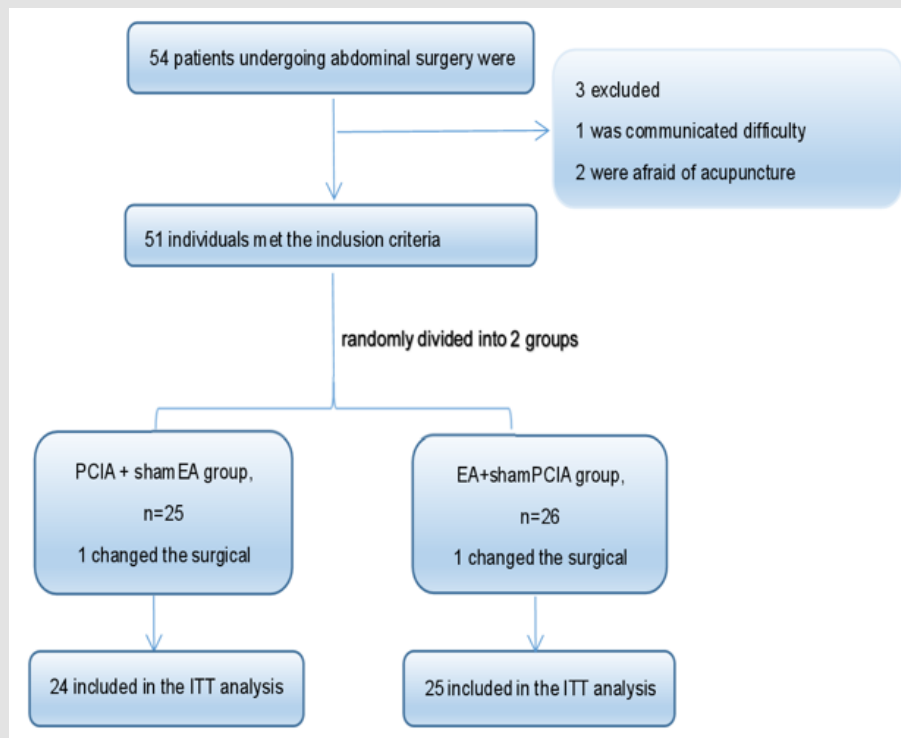 54 patients undergoing abdominal surgery were
3 excluded
1 was communicated difficulty
2 were afraid of acupuncture
51 individuals met the inclusion criteria
randomly divided into 2 groups
PCIA + sham EA group,
n=25
1 changed the surgical
EA+shamPCIA group,
n=26
1 changed the surgical
24 included in the ITT analysis
25 included in the ITT analysis